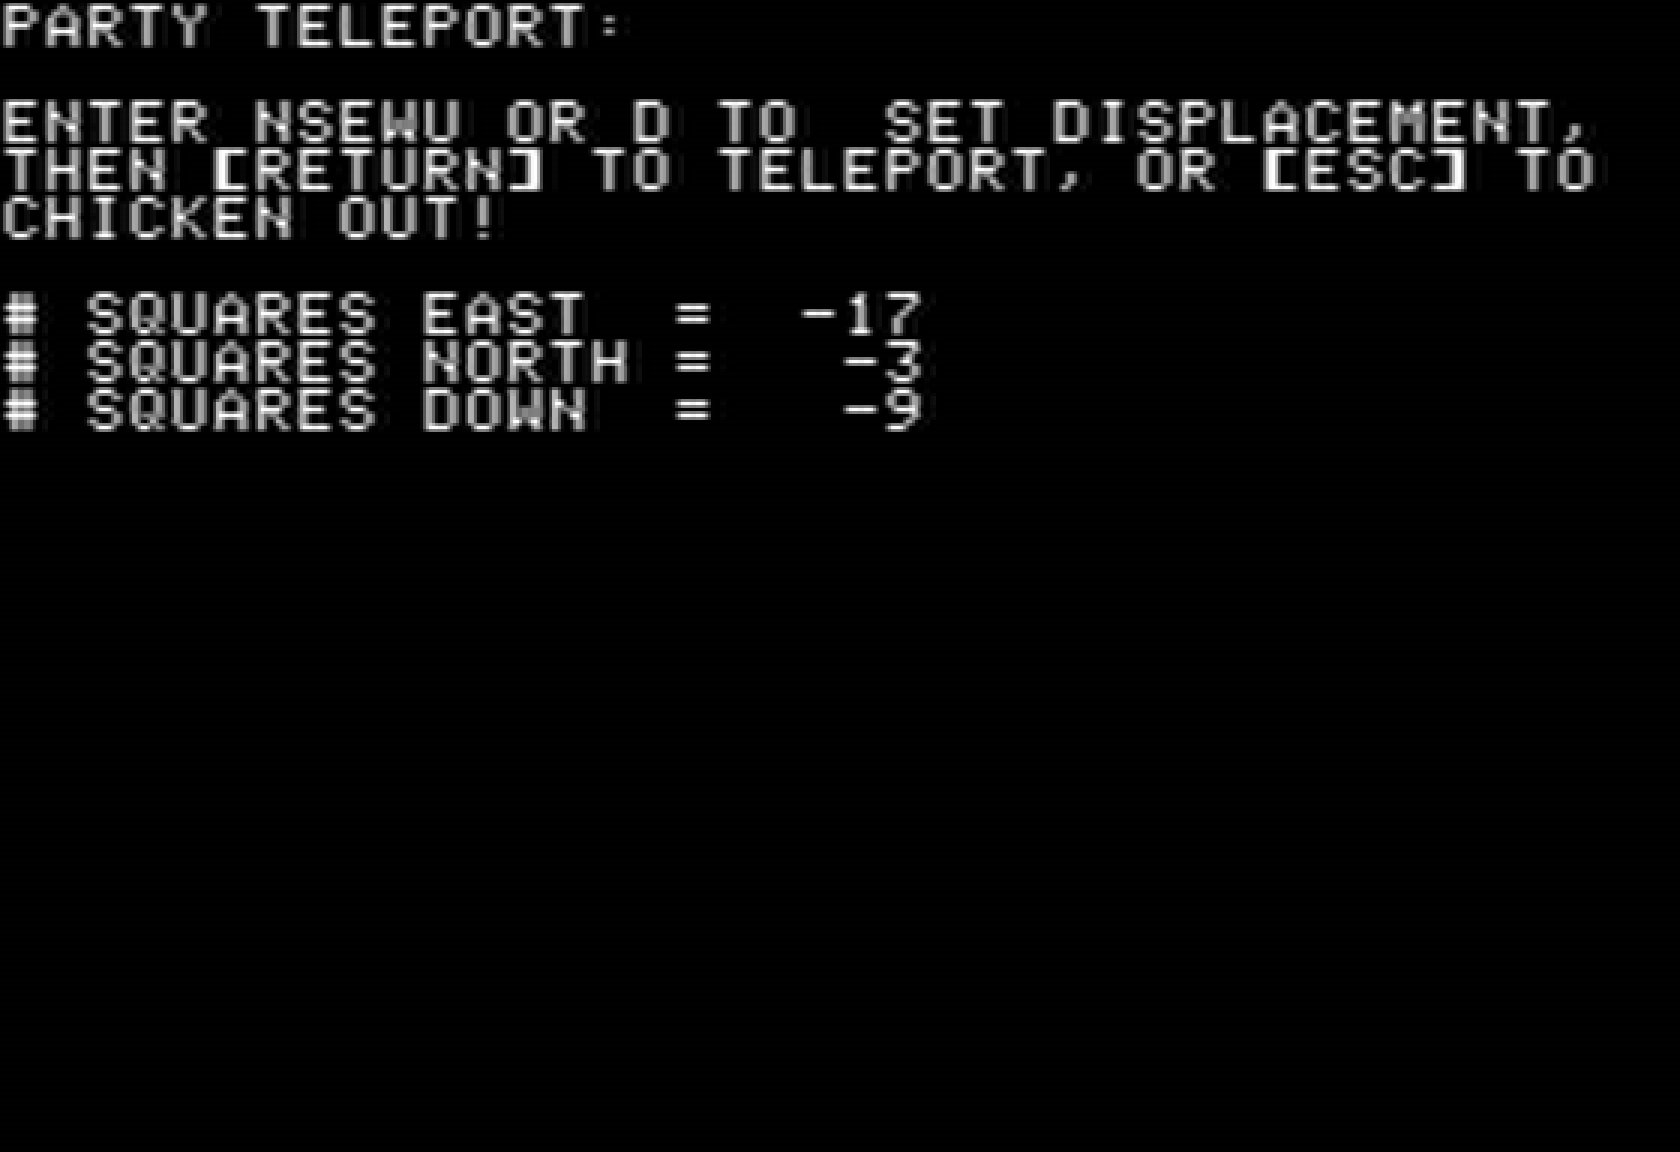 PARTY TELEPORT:
ENTER NSEWU OR D TO  SET DISPLACEMENT,
THEN [RETURN] TO TELEPORT, OR [ESC] TO
CHICKEN OUT!
# SQUARES EAST  =  -17
# SQUARES NORTH =   -3
# SQUARES DOWN  =   -9